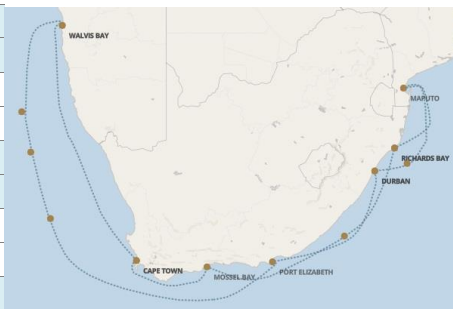 WALVIS BAY
MAPUTO
RICHARDS BAY
DURBAN
PORT ELIZABETH
CAPE TOWN
MOSSEL BAY